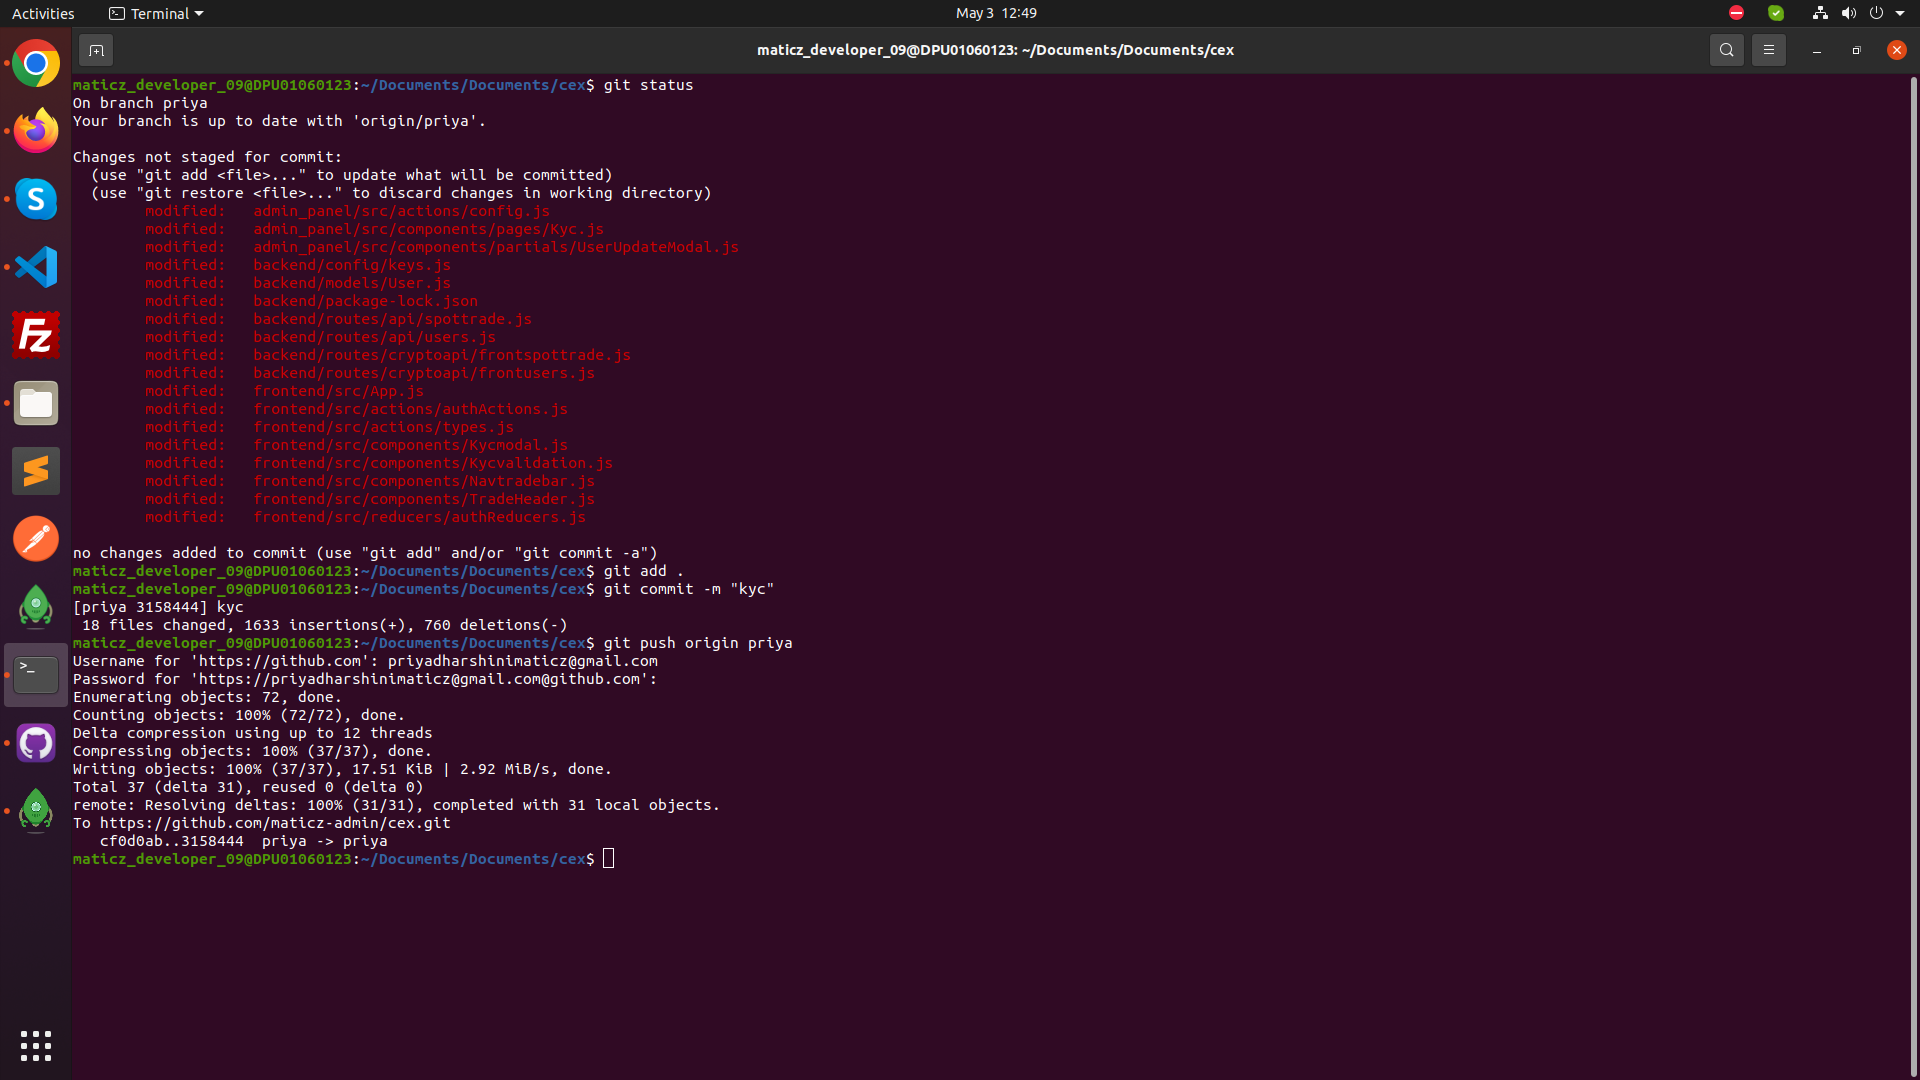 Activities
Terminal
May 3 12:49
maticz_developer_09@DPU01060123: ~/Documents/Documents/cex
maticz_developer_09@DPU01060123:~/Documents/Documents/cex$ git status
On branch priya
Your branch is up to date with 'origin/priya'.
Changes not staged for commit:
(use "git add <file>..." to update what will be committed)
(use "git restore <file>..." to discard changes in working directory)
modified:   admin_panel/src/actions/config.js
modified:   admin_panel/src/components/pages/Kyc.js
modified:   admin_panel/src/components/partials/UserUpdateModal.js
modified:   backend/config/keys.js
modified:   backend/models/User.js
modified:   backend/package-lock.json
modified:   backend/routes/api/spottrade.js
modified:   backend/routes/api/users.js
modified:   backend/routes/cryptoapi/frontspottrade.js
modified:   backend/routes/cryptoapi/frontusers.js
modified:   frontend/src/App.js
modified:   frontend/src/actions/authActions.js
modified:   frontend/src/actions/types.js
modified:   frontend/src/components/Kycmodal.js
modified:   frontend/src/components/Kycvalidation.js
modified:   frontend/src/components/Navtradebar.js
modified:   frontend/src/components/TradeHeader.js
modified:   frontend/src/reducers/authReducers.js
no changes added to commit (use "git add" and/or "git commit -a")
maticz_developer_09@DPU01060123:~/Documents/Documents/cex$ git add .
maticz_developer_09@DPU01060123:~/Documents/Documents/cex$ git commit -m "kyc"
[priya 3158444] kyc
18 files changed, 1633 insertions(+), 760 deletions(-)
maticz_developer_09@DPU01060123:~/Documents/Documents/cex$ git push origin priya
Username for 'https://github.com': priyadharshinimaticz@gmail.com
Password for 'https://priyadharshinimaticz@gmail.com@github.com':
Enumerating objects: 72, done.
Counting objects: 100% (72/72), done.
Delta compression using up to 12 threads
Compressing objects: 100% (37/37), done.
Writing objects: 100% (37/37), 17.51 KiB | 2.92 MiB/s, done.
Total 37 (delta 31), reused 0 (delta 0)
remote: Resolving deltas: 100% (31/31), completed with 31 local objects.
To https://github.com/maticz-admin/cex.git
cf0d0ab..3158444  priya -> priya
maticz_developer_09@DPU01060123:~/Documents/Documents/cex$